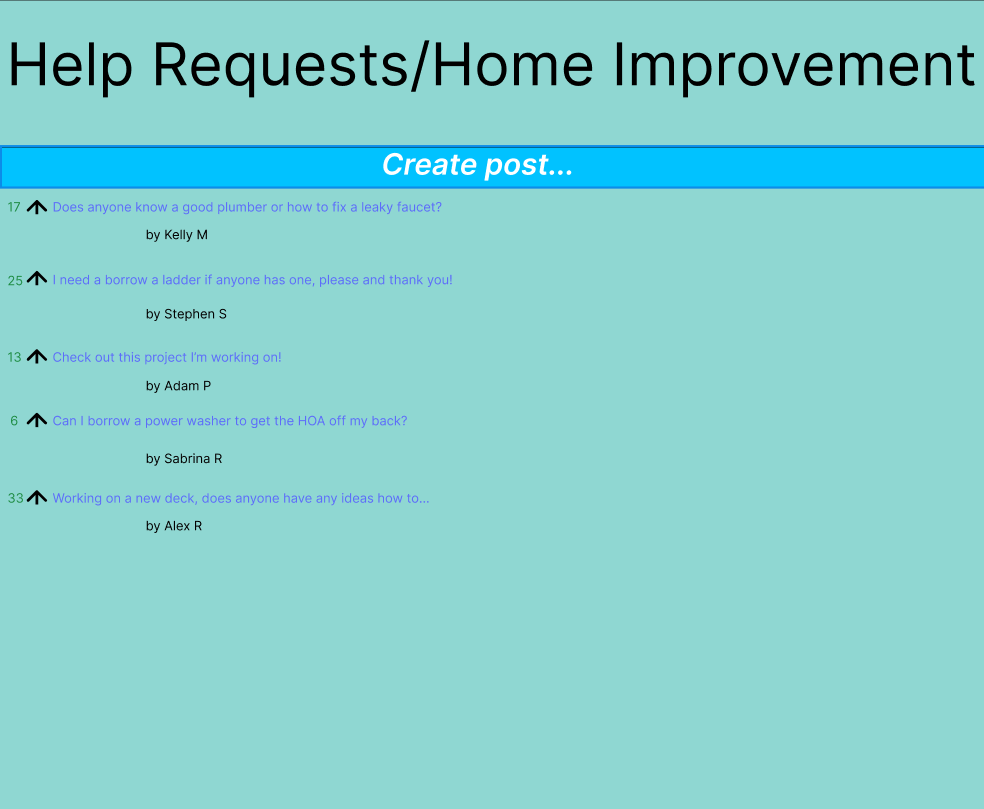 Help Requests/Home Improvement
Create post...
17 Does anyone know a good plumber or how to fix a leaky faucet?
by Kelly M
25 I need a borrow a ladder if anyone has one, please and thank you!
by Stephen S
13 Check out this project I'm working on!
by Adam P
6 Can I borrow a power washer to get the HOA off my back?
by Sabrina R
33 Working on a new deck, does anyone have any ideas how to...
by Alex R